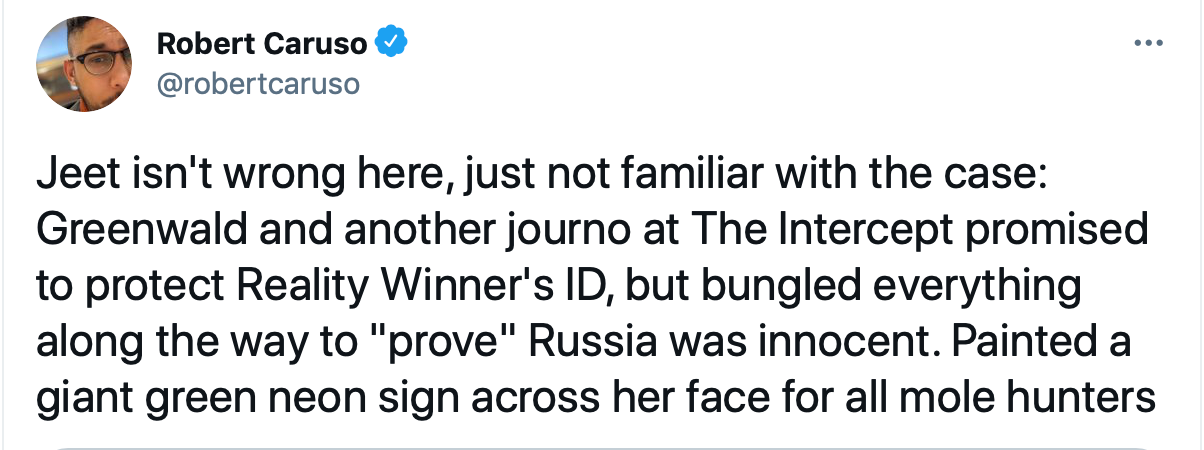 Robert Caruso
@robertcaruso
Jeet isn't wrong here, just not familiar with the case:
Greenwald and another journo at The Intercept promised
to protect Reality Winner's ID, but bungled everything
along the way to "prove" Russia was innocent. Painted a
giant green neon sign across her face for all mole hunters